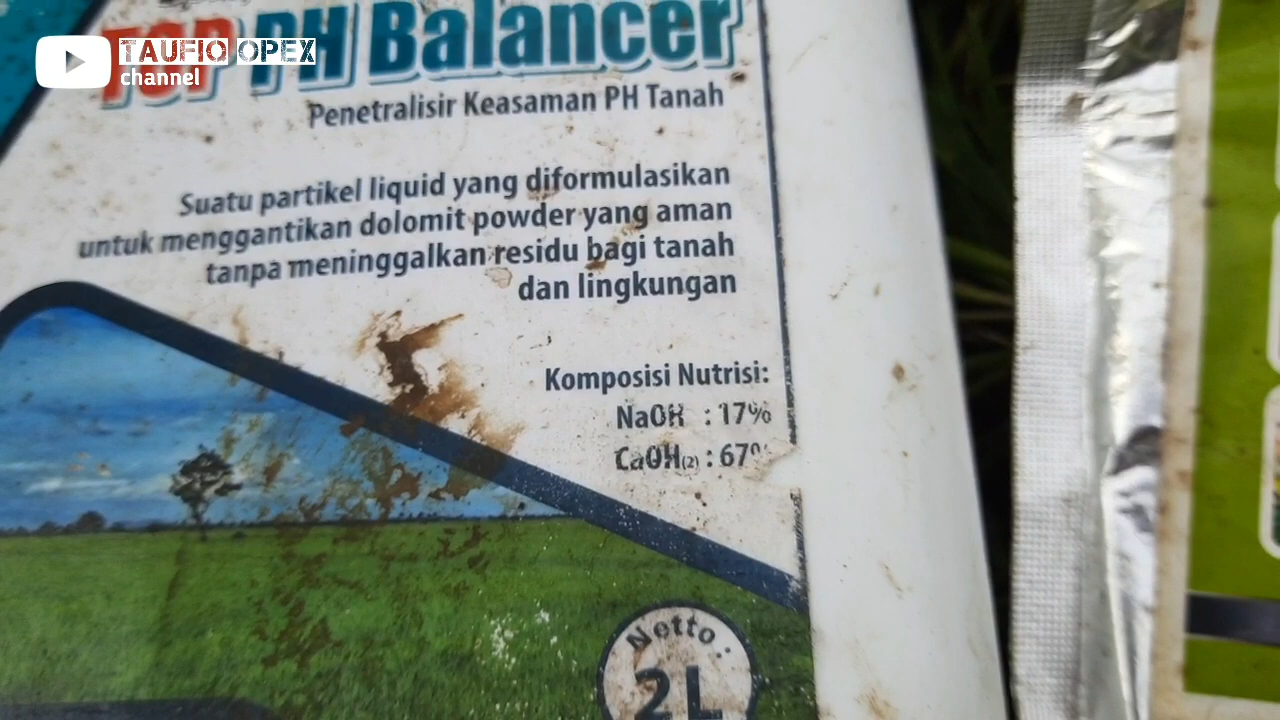 TAUFIQ OPEX
channel
TOP PH Balancer
Penetralisir Keasaman PH Tanah
Suatu partikel liquid yang diformulasikan
untuk menggantikan dolomit powder yang aman
tanpa meninggalkan residu bagi tanah
dan lingkungan
Komposisi Nutrisi:
NaOH : 17%
CaOH(2) : 67%
Netto :
2 L